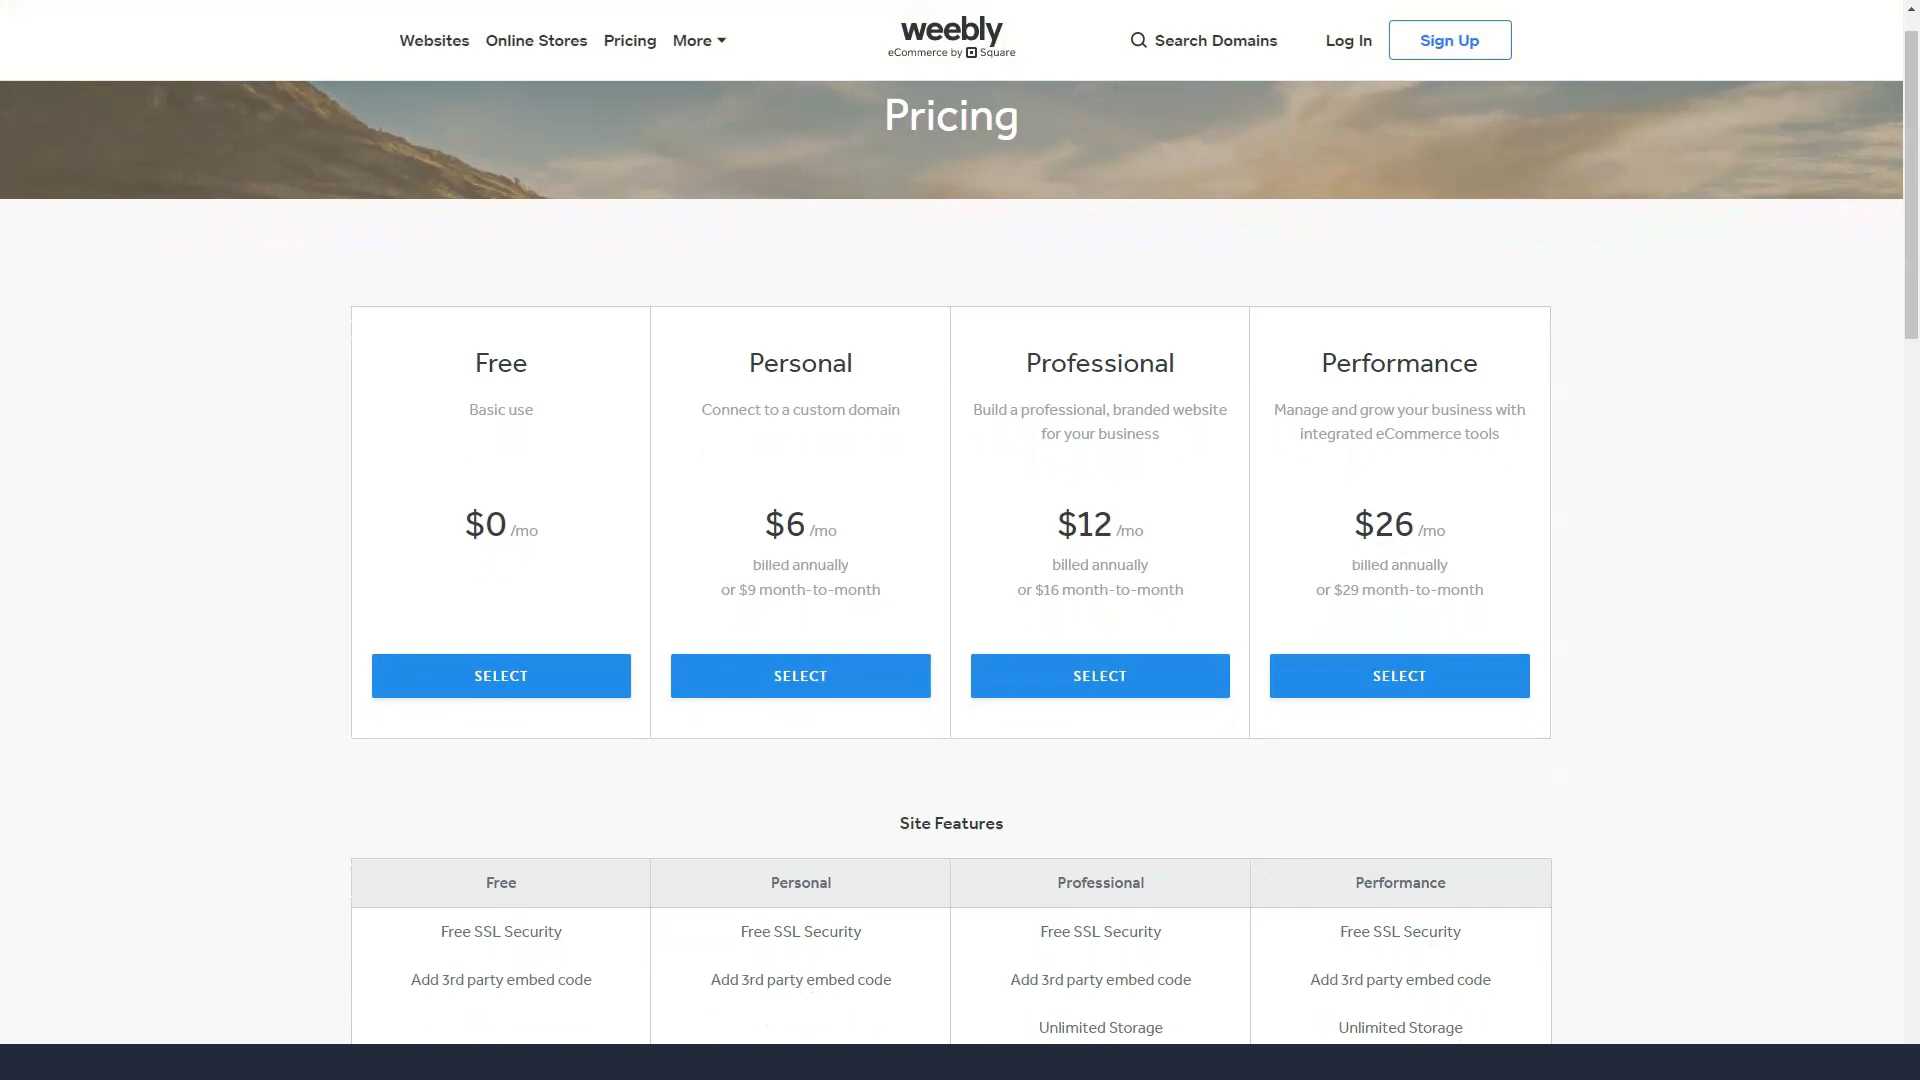 Websites Online Stores Pricing More
weebly
eCommerce by Square
Search Domains Log In Sign Up
Pricing
Free Personal Professional Performance
Basic use
Connect to a custom domain
Build a professional, branded website
for your business
Manage and grow your business with
integrated eCommerce tools
$0 /mo
$6 /mo
billed annually
or $9 month-to-month
$12 /mo
billed annually
or $16 month-to-month
$26 /mo
billed annually
or $29 month-to-month
SELECT SELECT SELECT SELECT
Site Features
Free Personal Professional Performance
Free SSL Security Free SSL Security Free SSL Security Free SSL Security
Add 3rd party embed code Add 3rd party embed code Add 3rd party embed code Add 3rd party embed code
Unlimited Storage Unlimited Storage